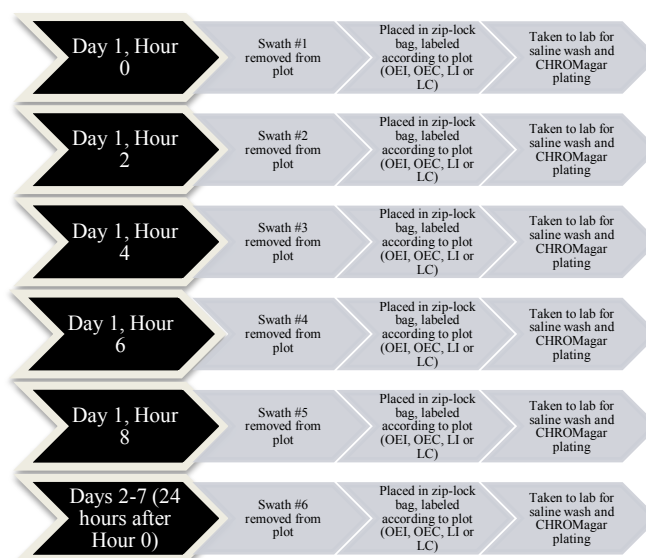 Day 1, Hour
0
Swath #1
removed from
plot
Placed in zip-lock
bag, labeled
according to plot
(OEI, OEC, LI or
LC)
Taken to lab for
saline wash and
CHROMagar
plating
Day 1, Hour
2
Swath #2
removed from
plot
Placed in zip-lock
bag, labeled
according to plot
(OEI, OEC, LI or
LC)
Taken to lab for
saline wash and
CHROMagar
plating
Day 1, Hour
4
Swath #3
removed from
plot
Placed in zip-lock
bag, labeled
according to plot
(OEI, OEC, LI or
LC)
Taken to lab for
saline wash and
CHROMagar
plating
Day 1, Hour
6
Swath #4
removed from
plot
Placed in zip-lock
bag, labeled
according to plot
(OEI, OEC, LI or
LC)
Taken to lab for
saline wash and
CHROMagar
plating
Day 1, Hour
8
Swath #5
removed from
plot
Placed in zip-lock
bag, labeled
according to plot
(OEI, OEC, LI or
LC)
Taken to lab for
saline wash and
CHROMagar
plating
Days 2-7 (24
hours after
Hour 0)
Swath #6
removed from
plot
Placed in zip-lock
bag, labeled
according to plot
(OEI, OEC, LI or
LC)
Taken to lab for
saline wash and
CHROMagar
plating